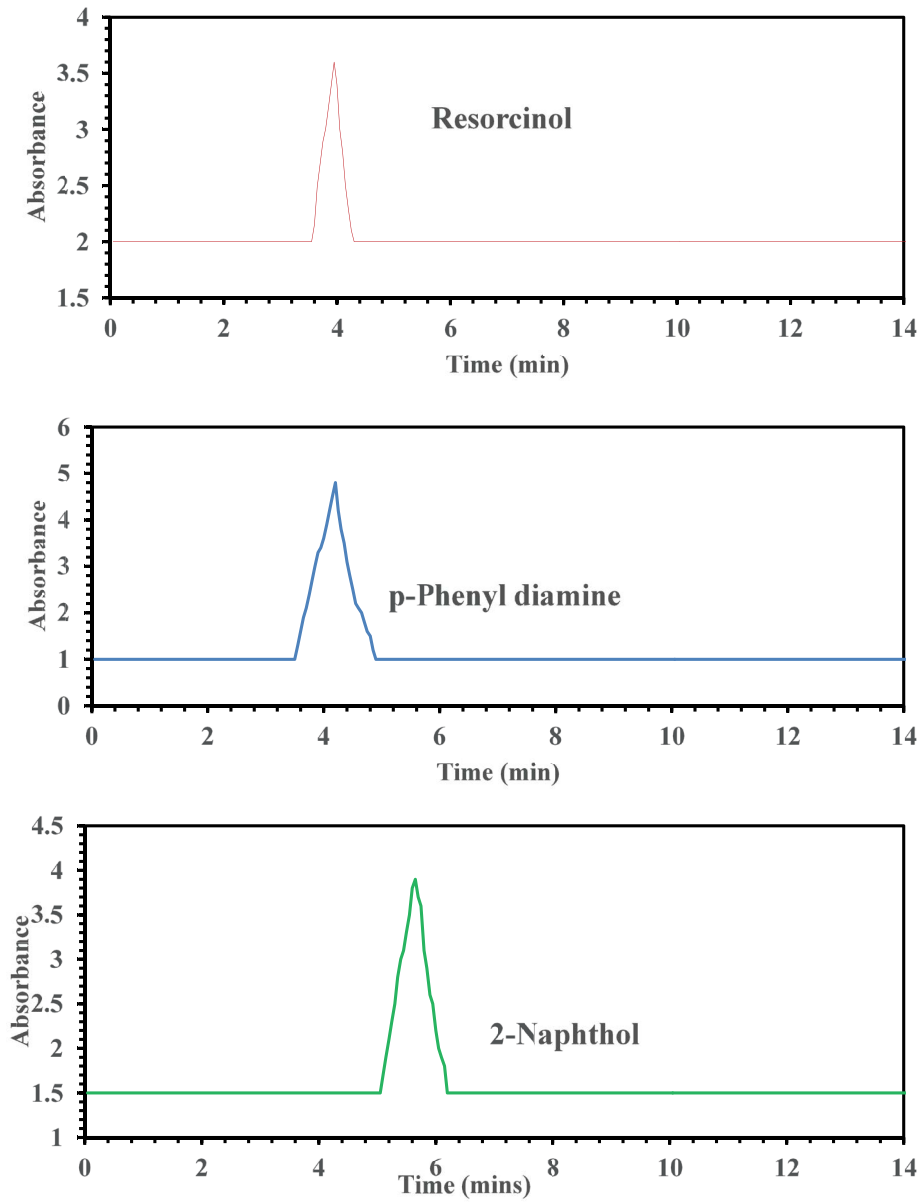 4
3.5
3
2.5
2
1.5
Absorbance
Resorcinol
0 2 4 6 8 10 12 14
Time (min)
6
5
4
3
2
1
0
Absorbance
p-Phenyl diamine
0 2 4 6 8 10 12 14
Time (min)
4.5
4
3.5
3
2.5
2
1.5
1
Absorbance
2-Naphthol
0 2 4 6 8 10 12 14
Time (mins)